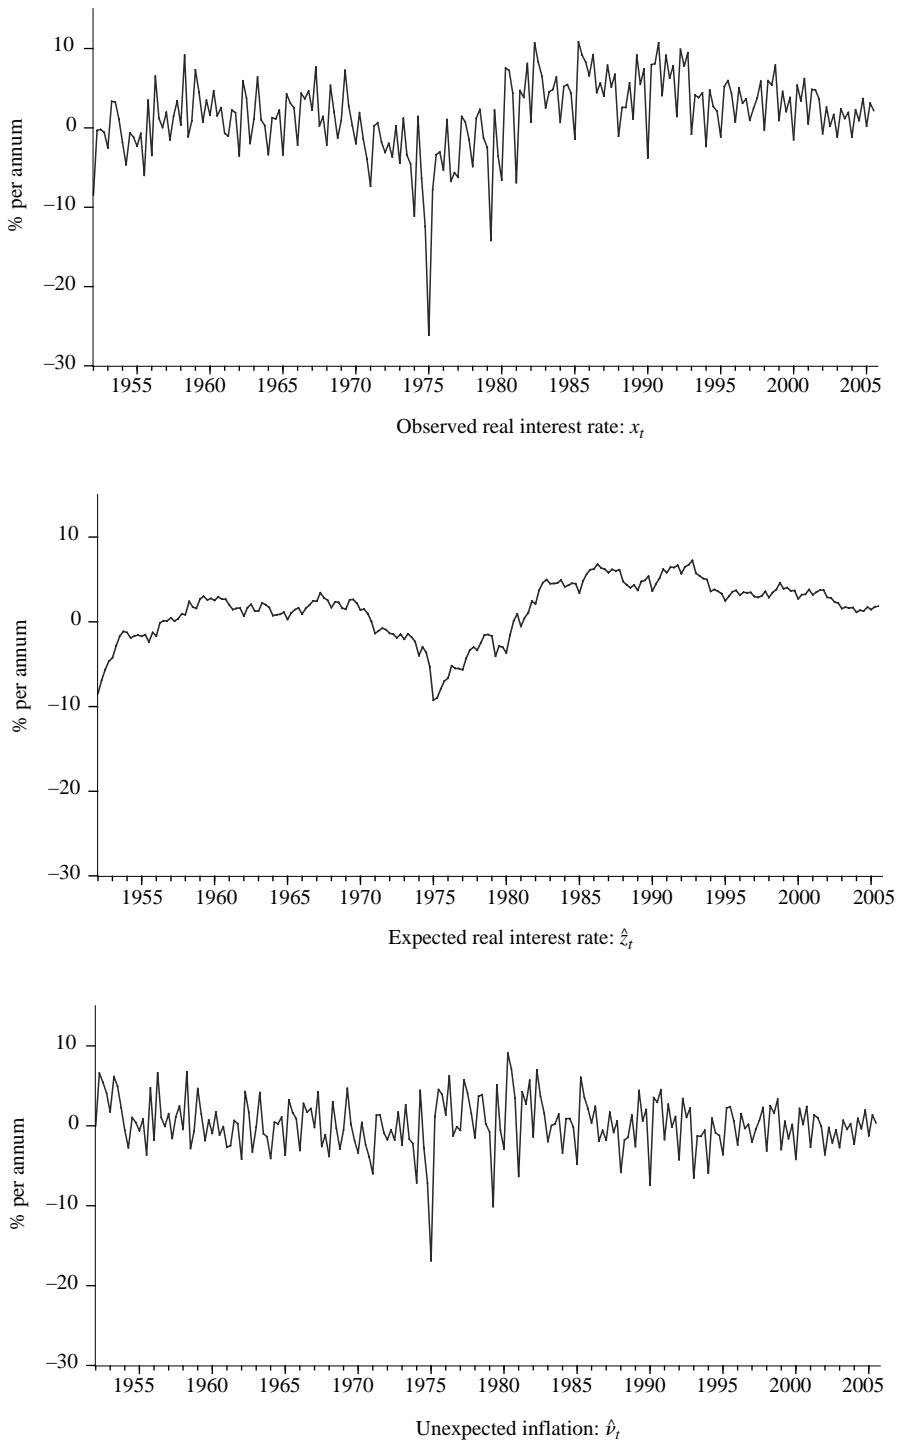 10
0
–10
–20
–30
% per annum
1955 1960 1965 1970 1975 1980 1985 1990 1995 2000 2005
Observed real interest rate: xₜ
10
0
–10
–20
–30
% per annum
1955 1960 1965 1970 1975 1980 1985 1990 1995 2000 2005
Expected real interest rate: ẑₜ
10
0
–10
–20
–30
% per annum
1955 1960 1965 1970 1975 1980 1985 1990 1995 2000 2005
Unexpected inflation: ν̂ₜ